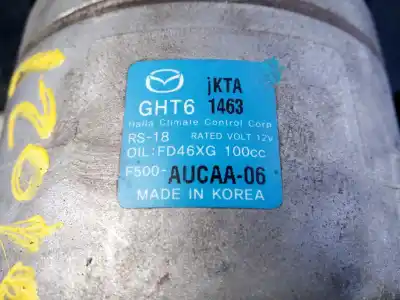 jKTA
GHT6 1463
Halla Climate Control Corp
RS-18 RATED VOLT 12V
OIL:FD46XG 100cc
F500-AUCAA-06
MADE IN KOREA